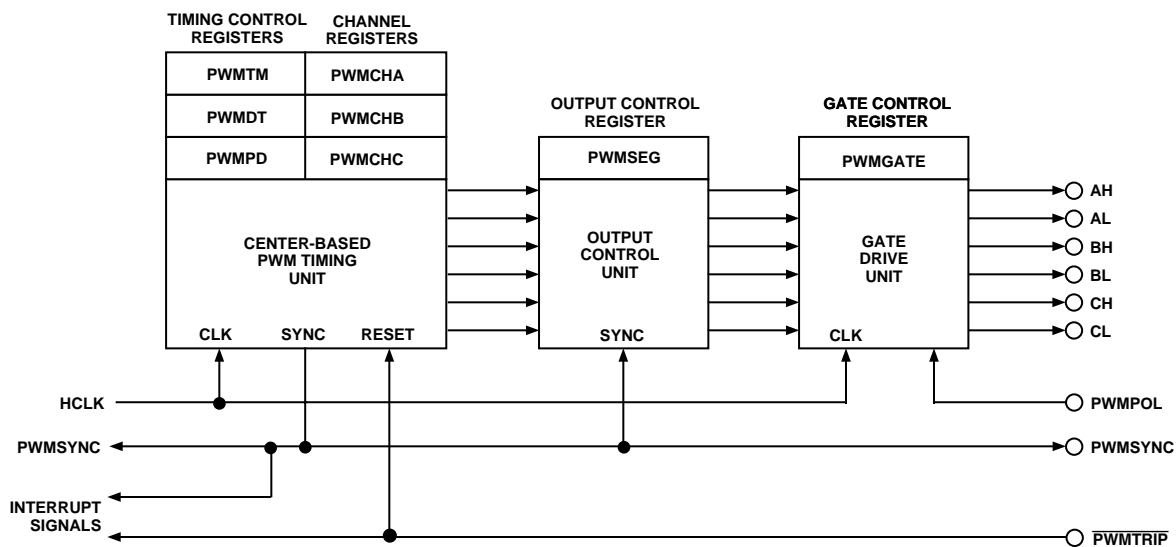 TIMING CONTROL
REGISTERS
CHANNEL
REGISTERS
PWMTM
PWMCHA
PWMDT
PWMCHB
PWMPD
PWMCHC
CENTER-BASED
PWM TIMING
UNIT
CLK
SYNC
RESET
OUTPUT CONTROL
REGISTER
PWMSEG
OUTPUT
CONTROL
UNIT
SYNC
GATE CONTROL
REGISTER
PWMGATE
GATE
DRIVE
UNIT
CLK
AH
AL
BH
BL
CH
CL
HCLK
PWMPOL
PWMSYNC
PWMSYNC
INTERRUPT
SIGNALS
PWMTRIP